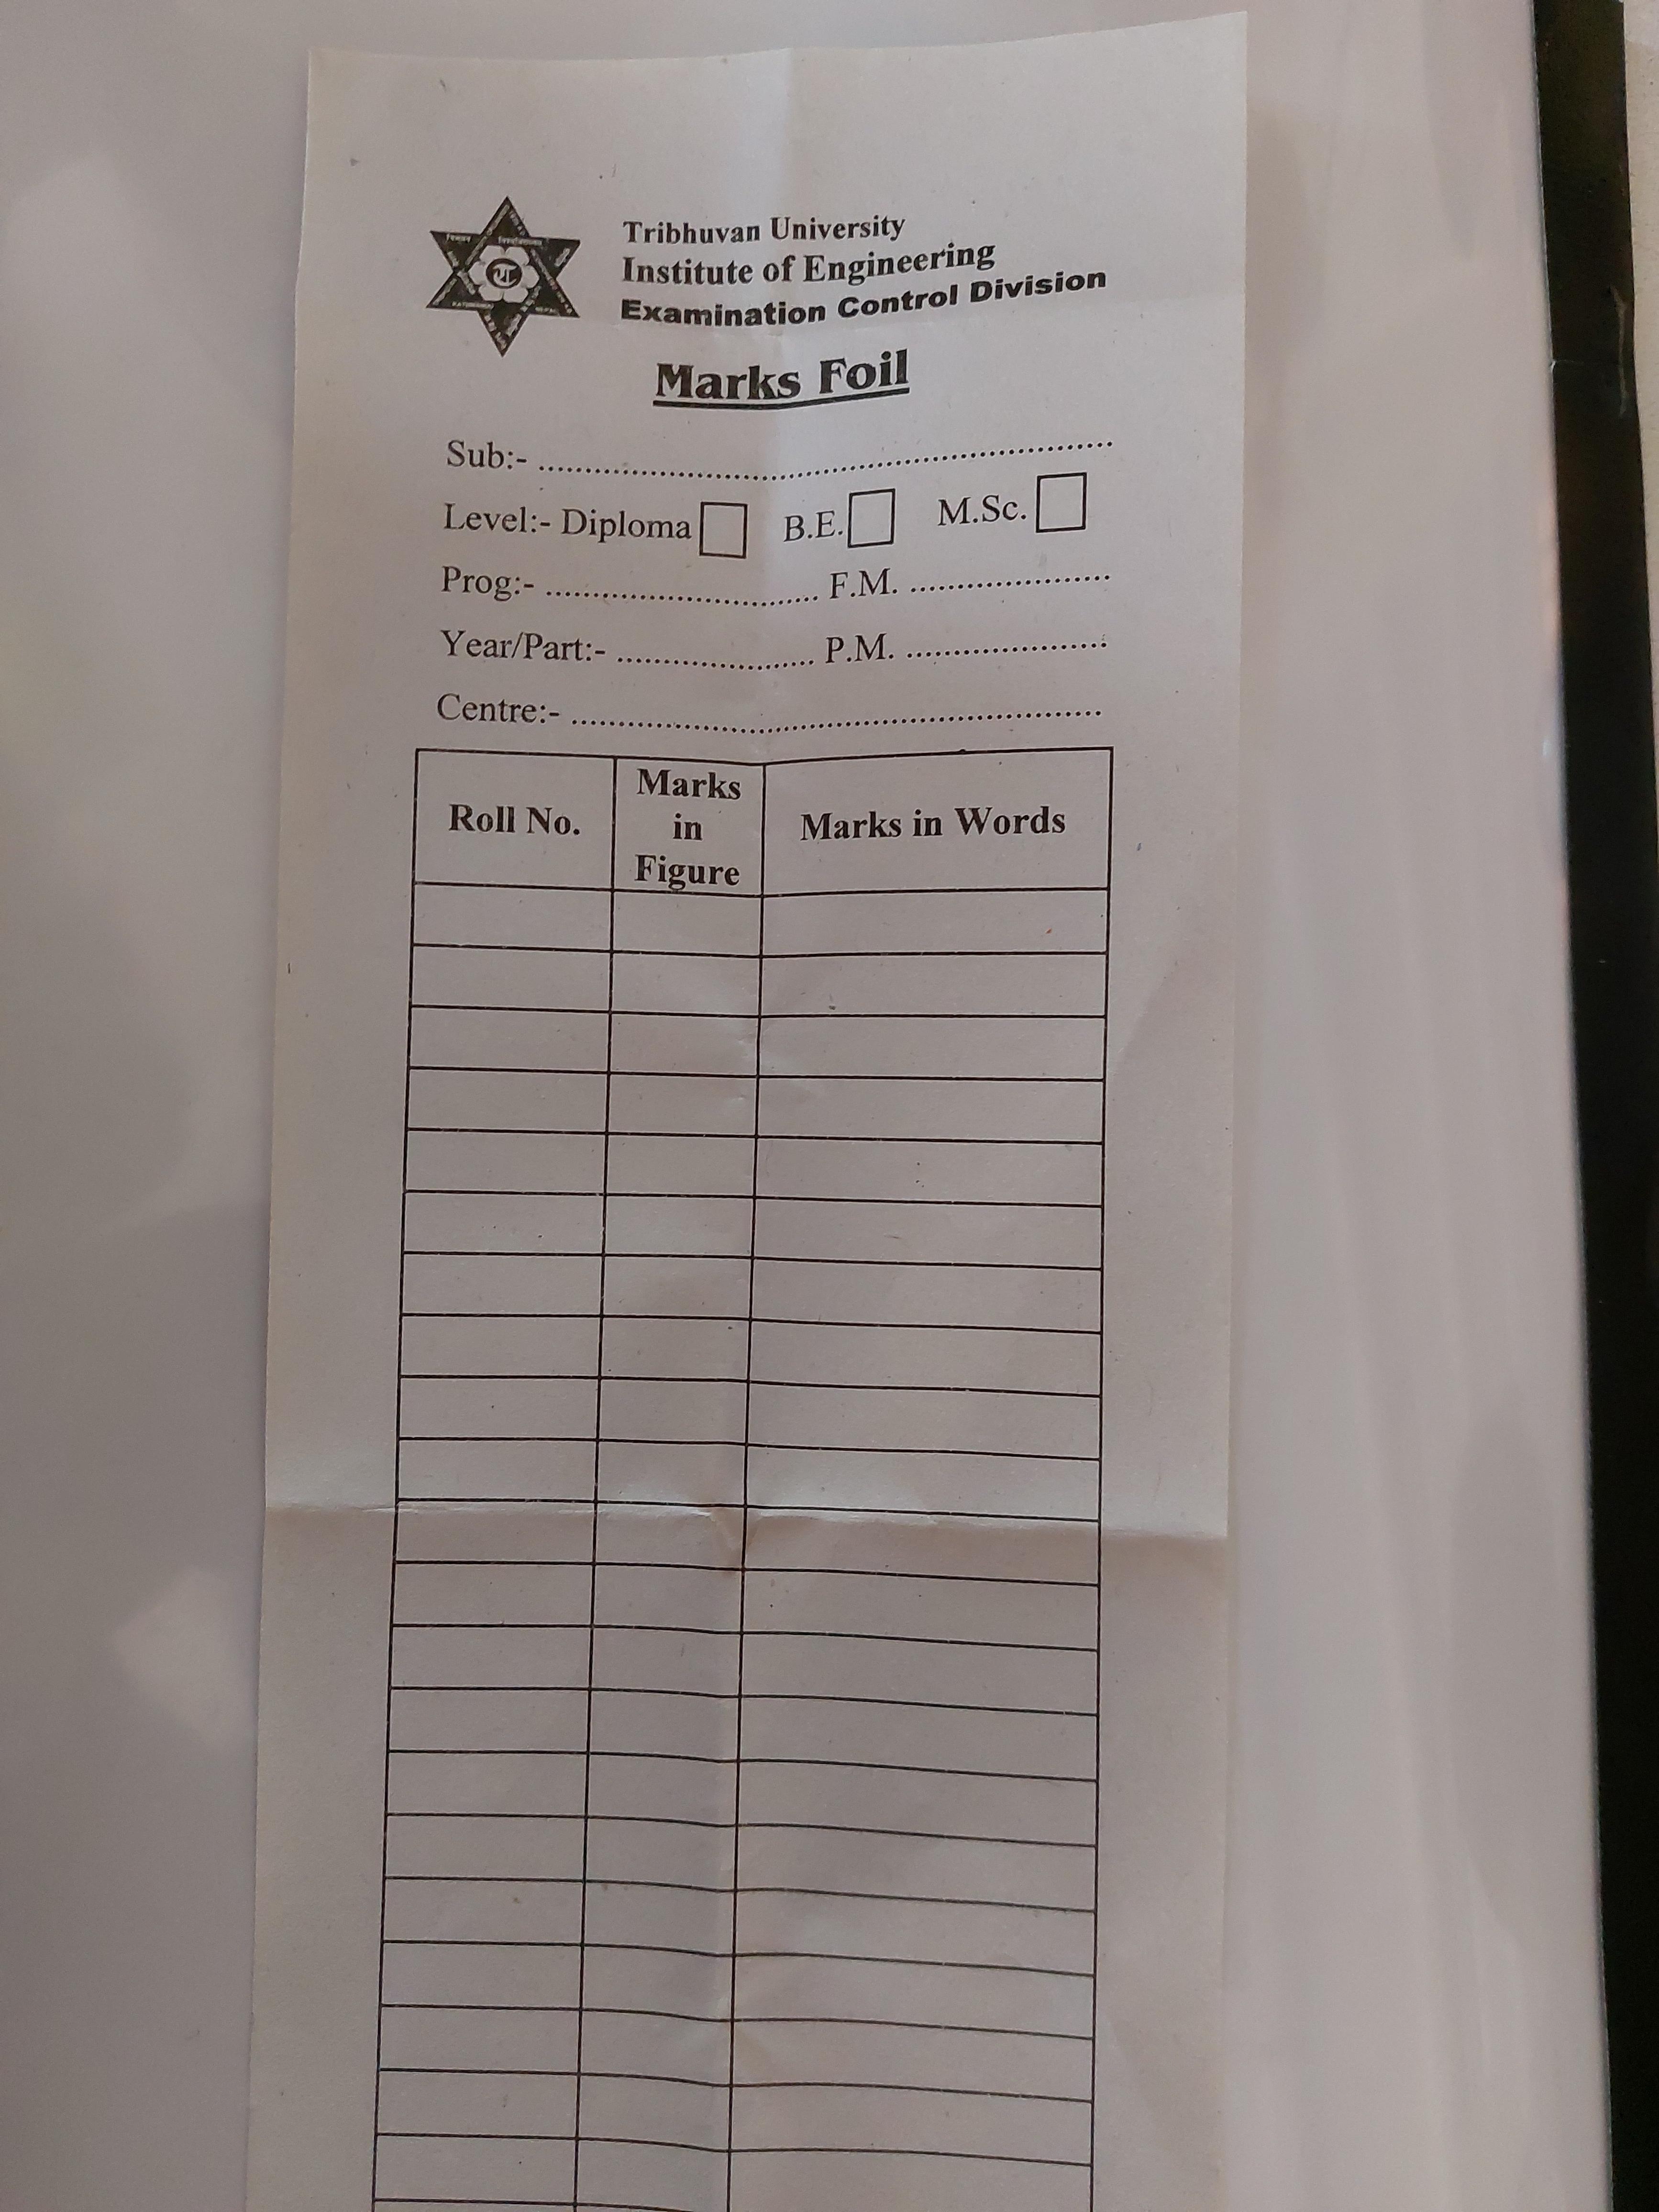 Tribhuvan University
Institute of Engineering
Examination Control Division
Marks Foil
Sub:- ........................................................................
Level:- Diploma B.E. M.Sc.
Prog:- .............................. F.M. ......................
Year/Part:- ...................... P.M. ......................
Centre:- ..........................................................
Roll No. Marks in Figure Marks in Words